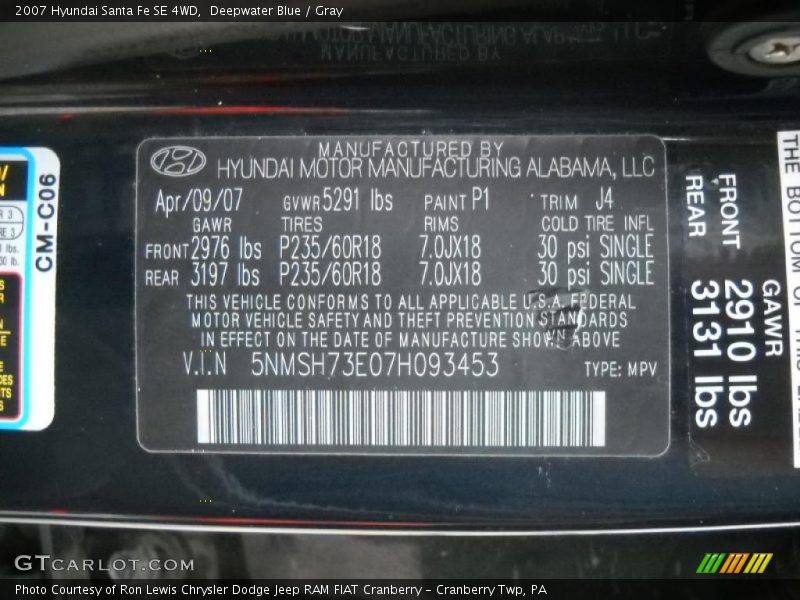 2007 Hyundai Santa Fe SE 4WD,  Deepwater Blue / Gray
MANUFACTURED BY
HYUNDAI MOTOR MANUFACTURING ALABAMA, LLC
Apr/09/07 GVWR 5291 lbs PAINT P1 TRIM J4
GAWR TIRES RIMS COLD TIRE INFL
FRONT 2976 lbs P235/60R18 7.0JX18 30 psi SINGLE
REAR 3197 lbs P235/60R18 7.0JX18 30 psi SINGLE
THIS VEHICLE CONFORMS TO ALL APPLICABLE U.S.A. FEDERAL
MOTOR VEHICLE SAFETY AND THEFT PREVENTION STANDARDS
IN EFFECT ON THE DATE OF MANUFACTURE SHOWN ABOVE
V.I.N 5NMSH73E07H093453 TYPE: MPV
CM-C06
GAWR
FRONT 2910 lbs
REAR 3131 lbs
THE BOTTOM OF THIS
GTCARLOT.COM
Photo Courtesy of Ron Lewis Chrysler Dodge Jeep RAM FIAT Cranberry – Cranberry Twp, PA